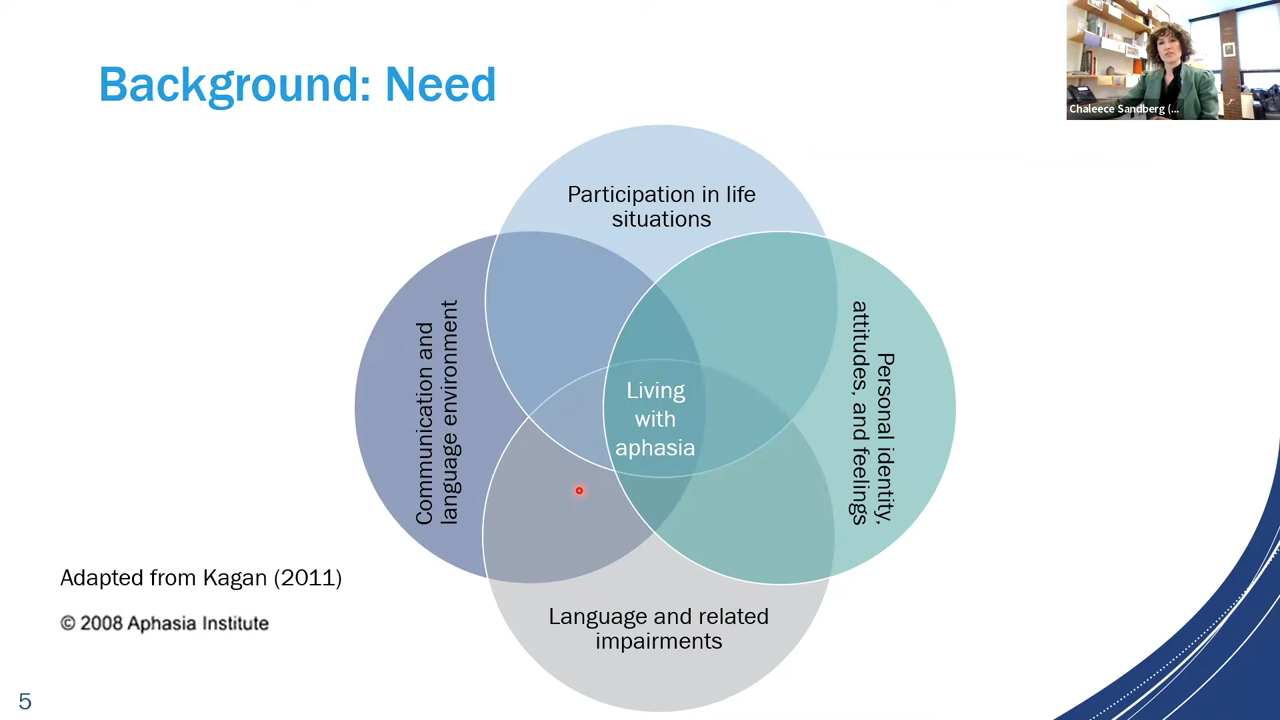 Background: Need
Chaleece Sandberg (...
Participation in life
situations
Communication and
language environment
Living
with
aphasia
Personal identity,
attitudes, and feelings
Language and related
impairments
Adapted from Kagan (2011)
© 2008 Aphasia Institute
5